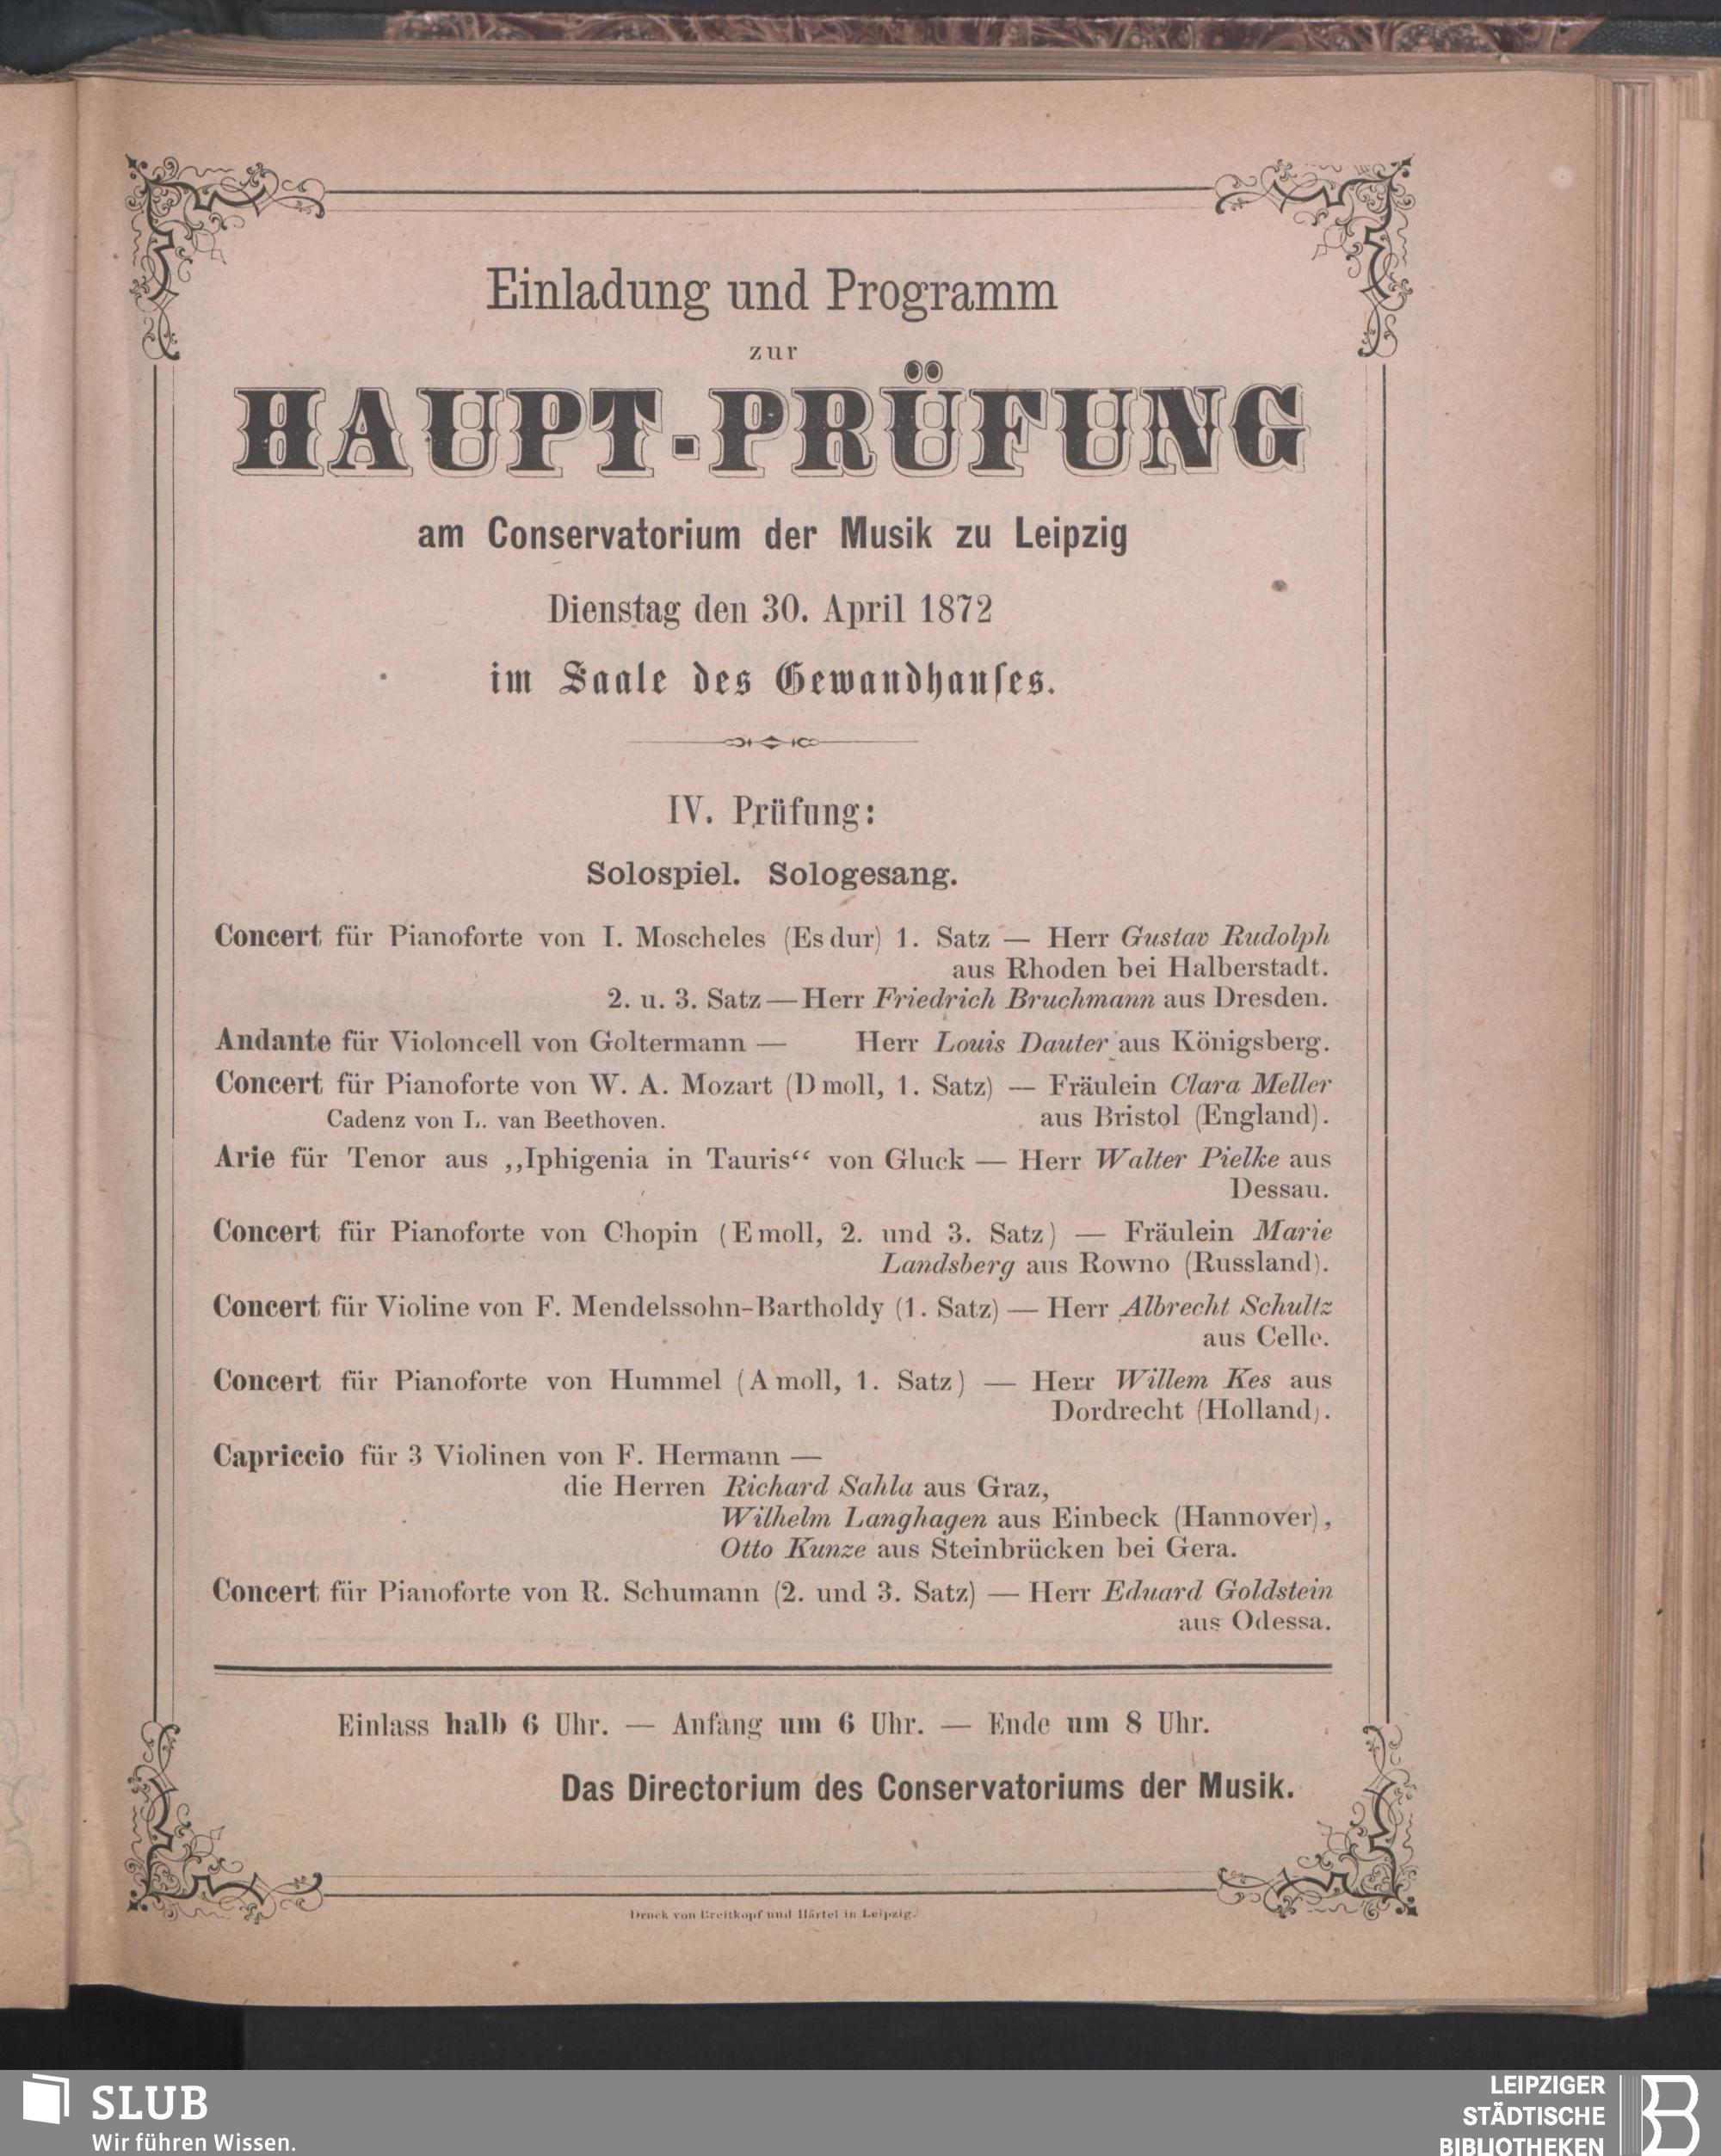 Einladung und Programm
zur
HAUPT-PRÜFUNG
am Conservatorium der Musik zu Leipzig
Dienstag den 30. April 1872
im Saale des Gewandhauſes.
IV. Prüfung:
Solospiel. Sologesang.
Concert für Pianoforte von I. Moscheles (Es dur) 1. Satz — Herr Gustav Rudolph
aus Rhoden bei Halberstadt.
2. u. 3. Satz — Herr Friedrich Bruchmann aus Dresden.
Andante für Violoncell von Goltermann — Herr Louis Dauter aus Königsberg.
Concert für Pianoforte von W. A. Mozart (D moll, 1. Satz) — Fräulein Clara Meller
Cadenz von L. van Beethoven. aus Bristol (England).
Arie für Tenor aus „Iphigenia in Tauris“ von Gluck — Herr Walter Pielke aus
Dessau.
Concert für Pianoforte von Chopin (E moll, 2. und 3. Satz) — Fräulein Marie
Landsberg aus Rowno (Russland).
Concert für Violine von F. Mendelssohn-Bartholdy (1. Satz) — Herr Albrecht Schultz
aus Celle.
Concert für Pianoforte von Hummel (A moll, 1. Satz) — Herr Willem Kes aus
Dordrecht (Holland).
Capriccio für 3 Violinen von F. Hermann —
die Herren Richard Sahla aus Graz,
Wilhelm Langhagen aus Einbeck (Hannover),
Otto Kunze aus Steinbrücken bei Gera.
Concert für Pianoforte von R. Schumann (2. und 3. Satz) — Herr Eduard Goldstein
aus Odessa.
Einlass halb 6 Uhr. — Anfang um 6 Uhr. — Ende um 8 Uhr.
Das Directorium des Conservatoriums der Musik.
Druck von Breitkopf und Härtel in Leipzig.
SLUB
Wir führen Wissen.
LEIPZIGER
STÄDTISCHE
BIBLIOTHEKEN